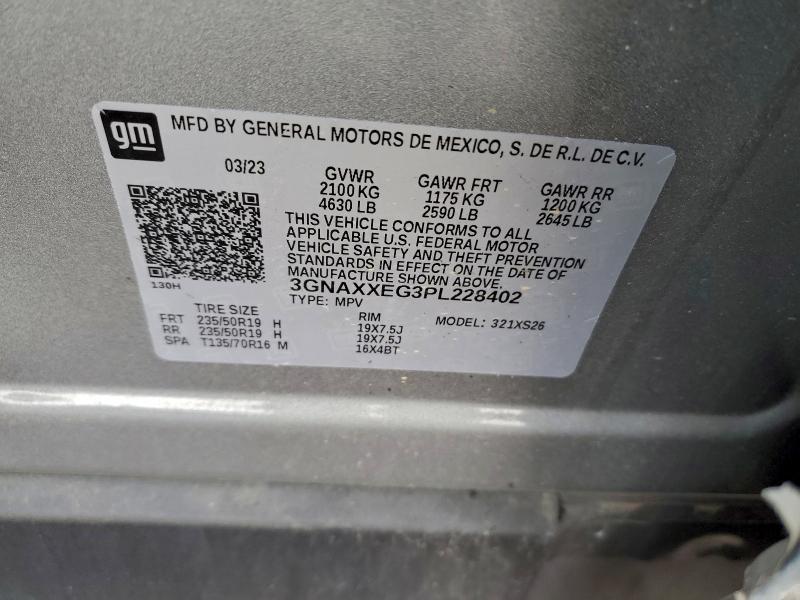 gm
MFD BY GENERAL MOTORS DE MEXICO, S. DE R.L. DE C.V.
03/23
GVWR GAWR FRT GAWR RR
2100 KG 1175 KG 1200 KG
4630 LB 2590 LB 2645 LB
THIS VEHICLE CONFORMS TO ALL
APPLICABLE U.S. FEDERAL MOTOR
VEHICLE SAFETY AND THEFT PREVENTION
STANDARDS IN EFFECT ON THE DATE OF
MANUFACTURE SHOWN ABOVE.
130H
3GNAXXEG3PL228402
TYPE: MPV
TIRE SIZE RIM MODEL: 321XS26
FRT 235/50R19 H 19X7.5J
RR 235/50R19 H 19X7.5J
SPA T135/70R16 M 16X4BT